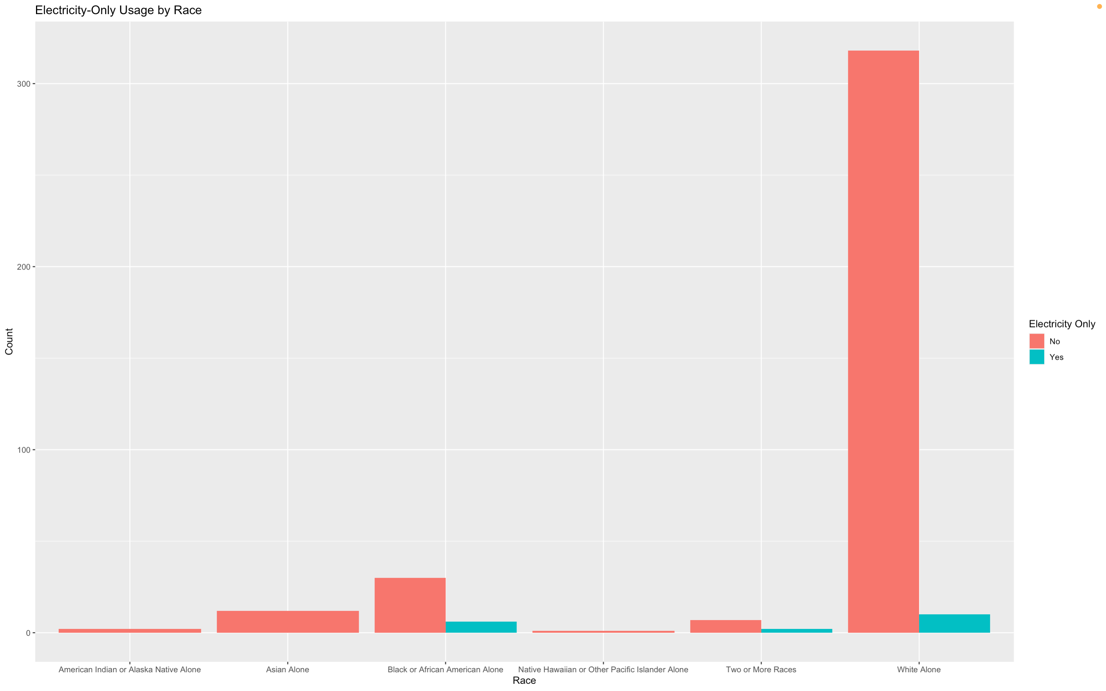 Electricity-Only Usage by Race
300
200
100
0
Count
American Indian or Alaska Native Alone
Asian Alone
Black or African American Alone
Native Hawaiian or Other Pacific Islander Alone
Two or More Races
White Alone
Race
Electricity Only
No
Yes